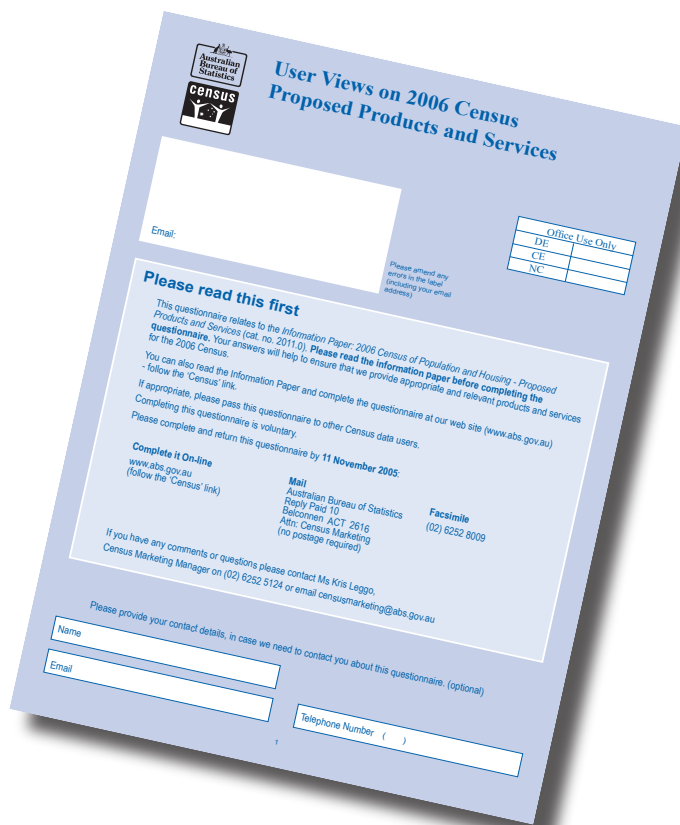 Australian
Bureau of
Statistics
census
User Views on 2006 Census
Proposed Products and Services
Email:
Please amend any
errors in the label
(including your email
address)
Office Use Only
DE
CE
NC
Please read this first
This questionnaire relates to the Information Paper: 2006 Census of Population and Housing - Proposed
Products and Services (cat. no. 2011.0). Please read the information paper before completing the
questionnaire. Your answers will help to ensure that we provide appropriate and relevant products and services
for the 2006 Census.
You can also read the Information Paper and complete the questionnaire at our web site (www.abs.gov.au)
- follow the ‘Census’ link.
If appropriate, please pass this questionnaire to other Census data users.
Completing this questionnaire is voluntary.
Please complete and return this questionnaire by 11 November 2005:
Complete it On-line
www.abs.gov.au
(follow the ‘Census’ link)
Mail
Australian Bureau of Statistics
Reply Paid 10
Belconnen ACT 2616
Attn: Census Marketing
(no postage required)
Facsimile
(02) 6252 8009
If you have any comments or questions please contact Ms Kris Leggo,
Census Marketing Manager on (02) 6252 5124 or email censusmarketing@abs.gov.au
Please provide your contact details, in case we need to contact you about this questionnaire. (optional)
Name
Email
Telephone Number ( )
1